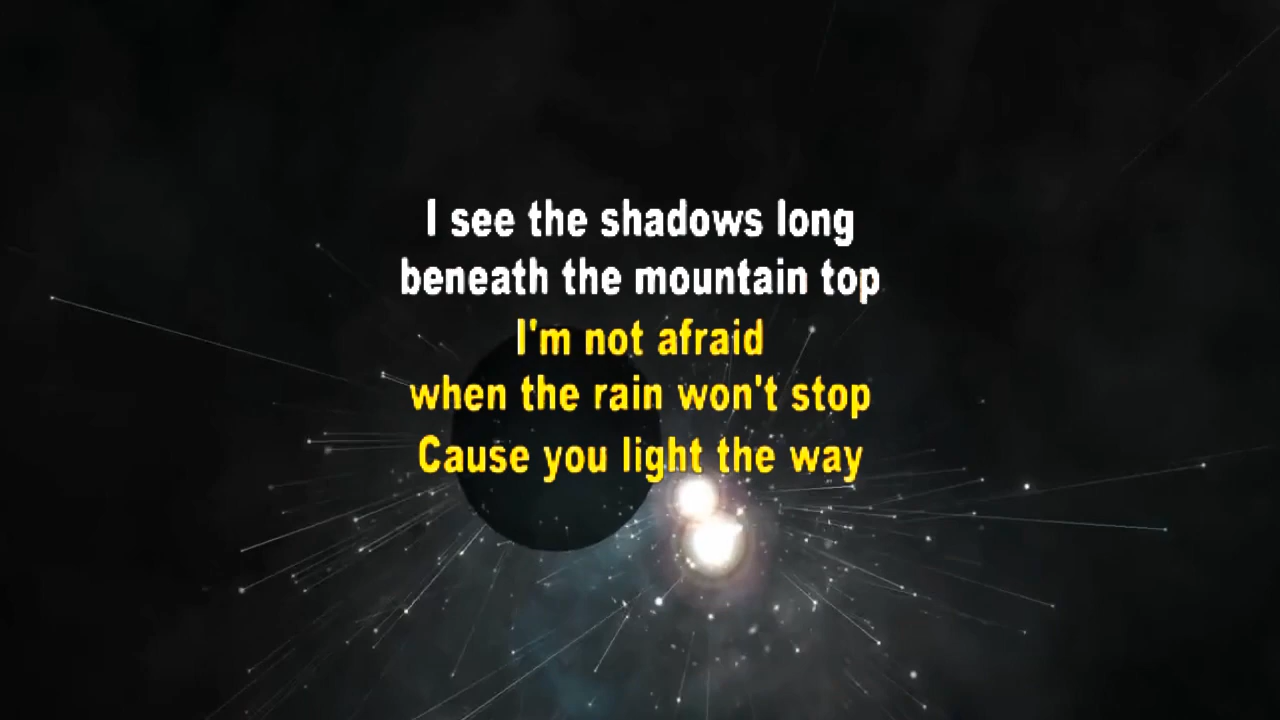 I see the shadows long
beneath the mountain top
I'm not afraid
when the rain won't stop
Cause you light the way